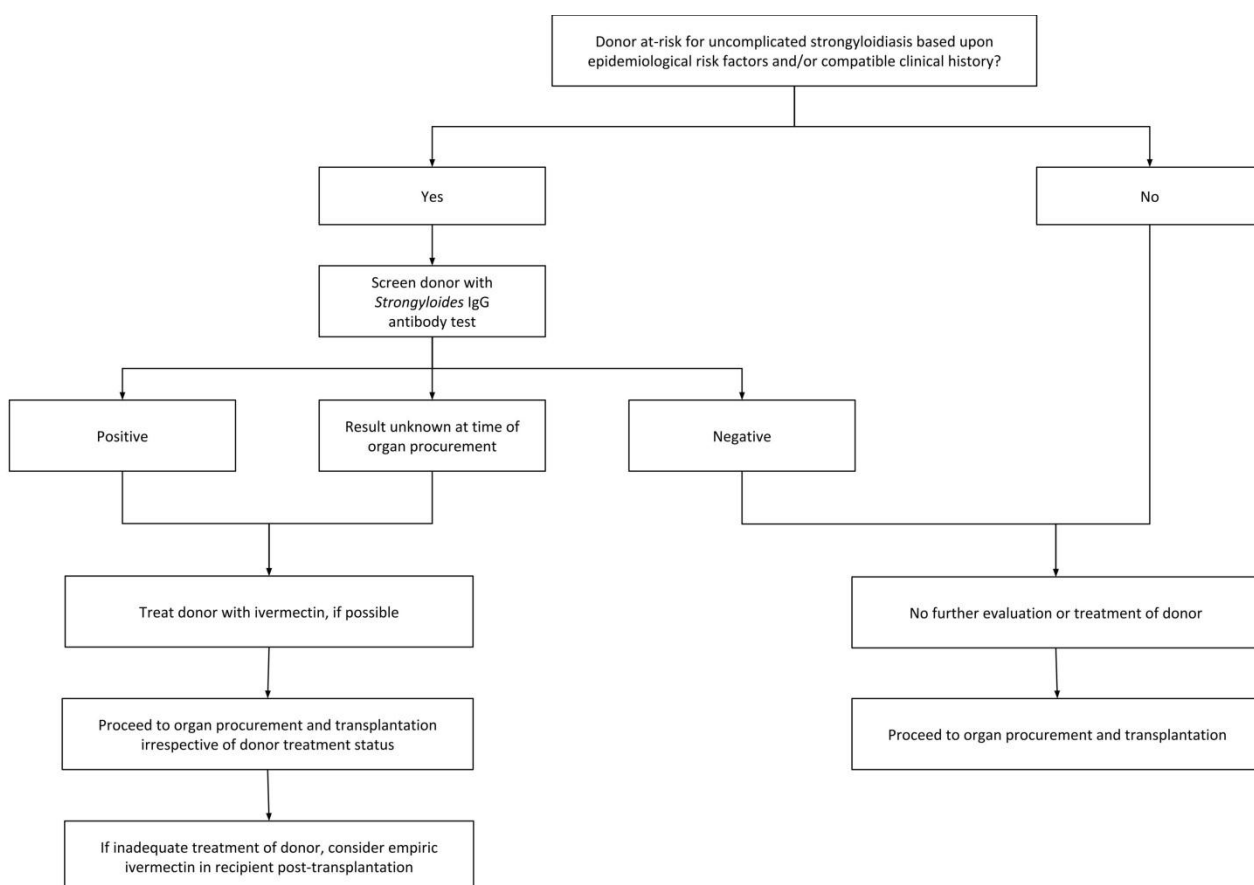 Donor at-risk for uncomplicated strongyloidiasis based upon
epidemiological risk factors and/or compatible clinical history?
Yes
No
Screen donor with
Strongyloides IgG
antibody test
Positive
Result unknown at time of
organ procurement
Negative
Treat donor with ivermectin, if possible
No further evaluation or treatment of donor
Proceed to organ procurement and transplantation
irrespective of donor treatment status
Proceed to organ procurement and transplantation
If inadequate treatment of donor, consider empiric
ivermectin in recipient post-transplantation